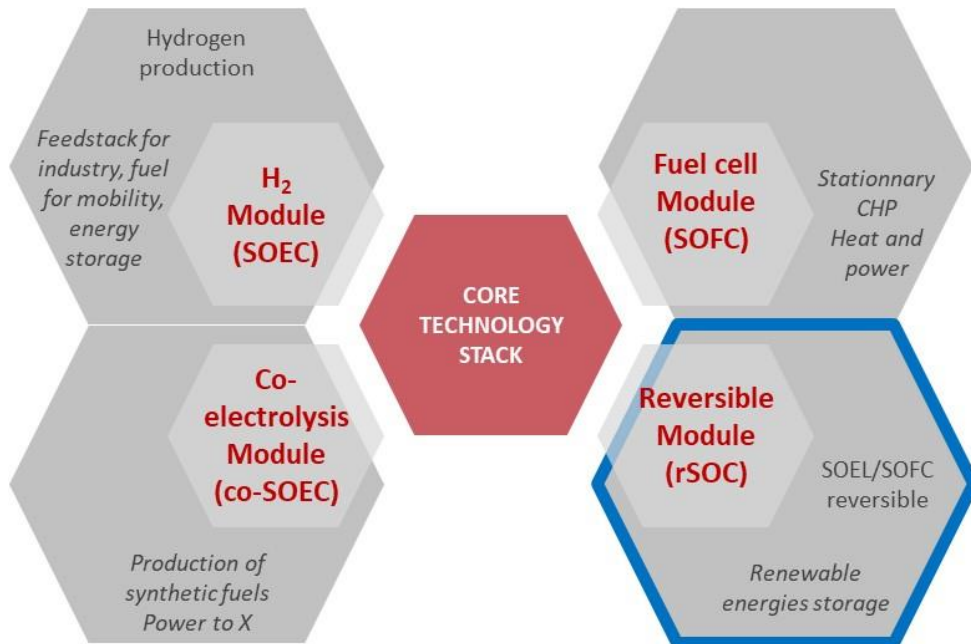 Hydrogen
production
Feedstack for
industry, fuel
for mobility,
energy
storage
H₂
Module
(SOEC)
Fuel cell
Module
(SOFC)
Stationnary
CHP
Heat and
power
CORE
TECHNOLOGY
STACK
Co-
electrolysis
Module
(co-SOEC)
Production of
synthetic fuels
Power to X
Reversible
Module
(rSOC)
SOEL/SOFC
reversible
Renewable
energies storage